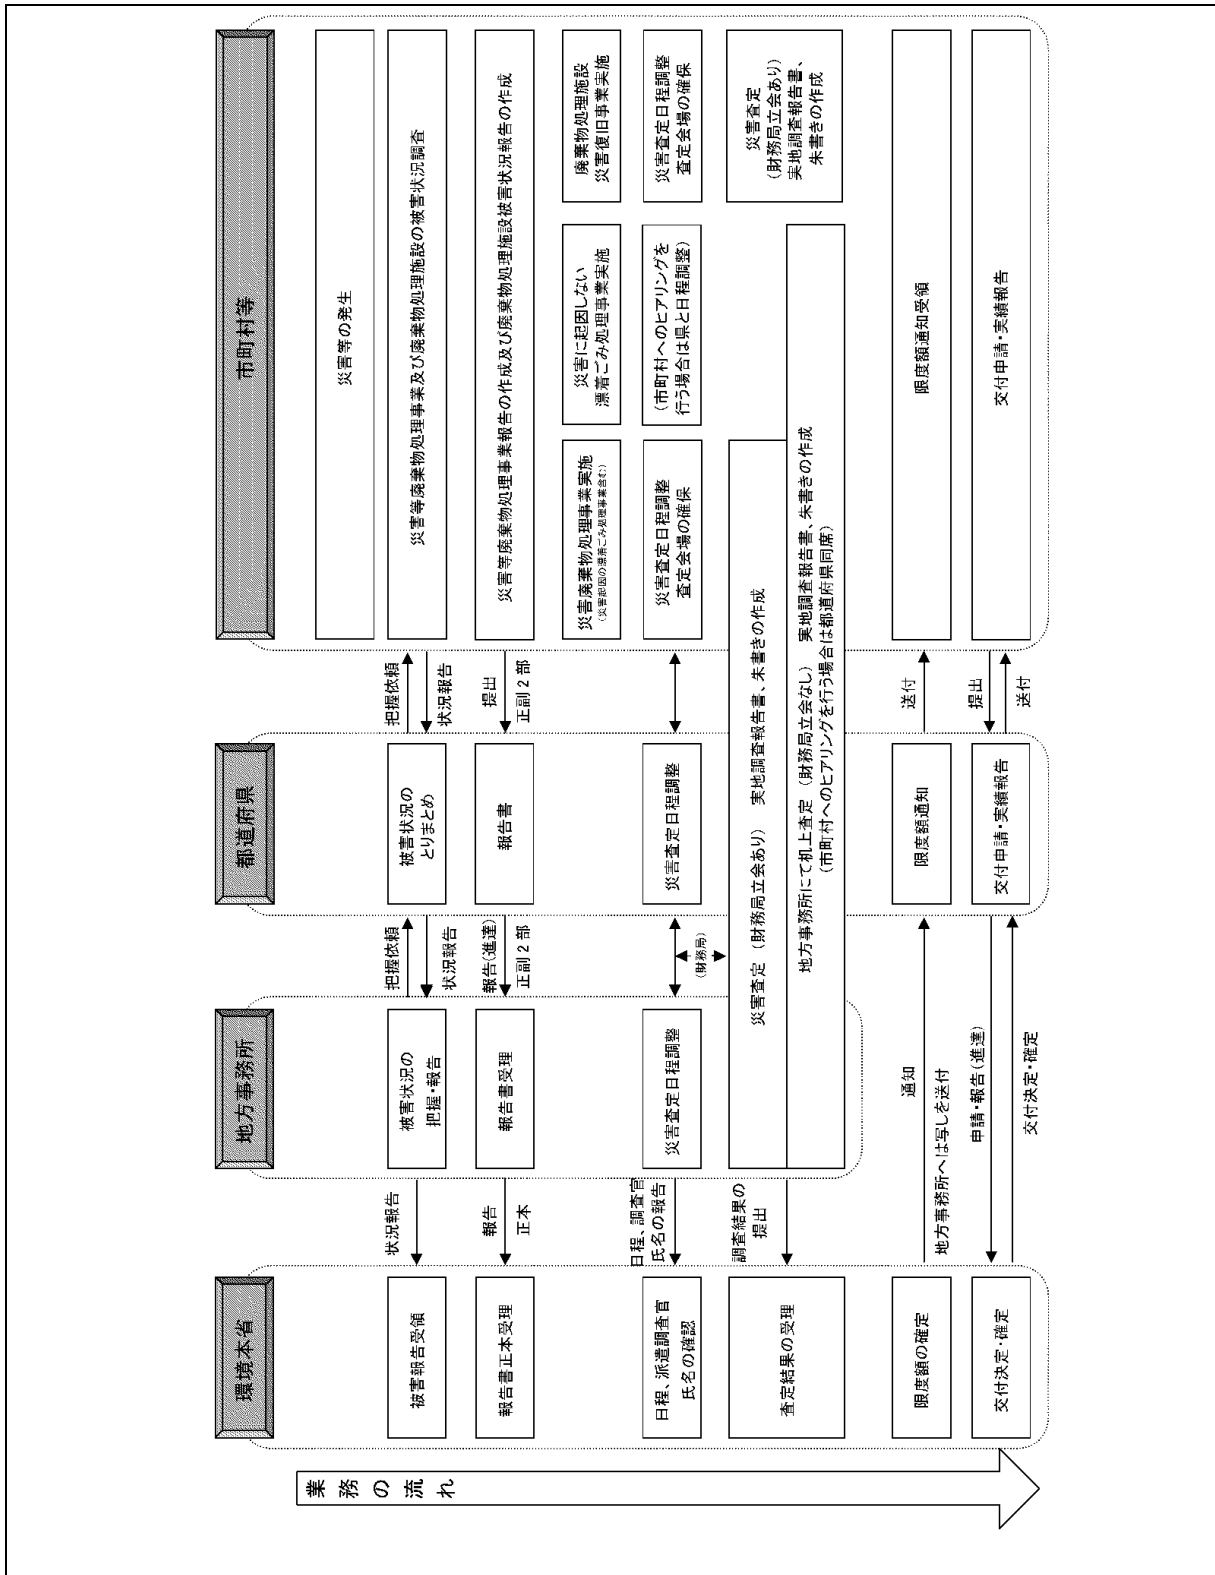 業務の流れ
環境本省
地方事務所
都道府県
市町村等
災害等の発生
被害報告受領
状況報告
被害状況の
把握・報告
把握依頼
状況報告
被害状況の
とりまとめ
把握依頼
状況報告
災害等廃棄物処理事業及び廃棄物処理施設の被害状況調査
報告書正本受理
報告
正本
報告書受理
報告(進達)
正副2部
報告書
提出
正副2部
災害等廃棄物処理事業報告の作成及び廃棄物処理施設被害状況報告の作成
災害廃棄物処理事業実施
(災害起因の漂着ごみ処理事業含む)
災害に起因しない
漂着ごみ処理事業実施
廃棄物処理施設
災害復旧事業実施
日程、派遣調査官
氏名の確認
日程、調査官
氏名の報告
災害査定日程調整
(財務局)
災害査定日程調整
災害査定日程調整
査定会場の確保
(市町村へのヒアリングを
行う場合は県と日程調整)
災害査定日程調整
査定会場の確保
査定結果の受理
調査結果の
提出
災害査定 (財務局立会あり) 実地調査報告書、朱書きの作成
地方事務所にて机上査定 (財務局立会なし) 実地調査報告書、朱書きの作成
(市町村へのヒアリングを行う場合は都道府県同席)
災害査定
(財務局立会あり)
実地調査報告書、
朱書きの作成
限度額の確定
通知
地方事務所へは写しを送付
限度額通知
送付
限度額通知受領
交付決定・確定
申請・報告(進達)
交付決定・確定
交付申請・実績報告
提出
送付
交付申請・実績報告